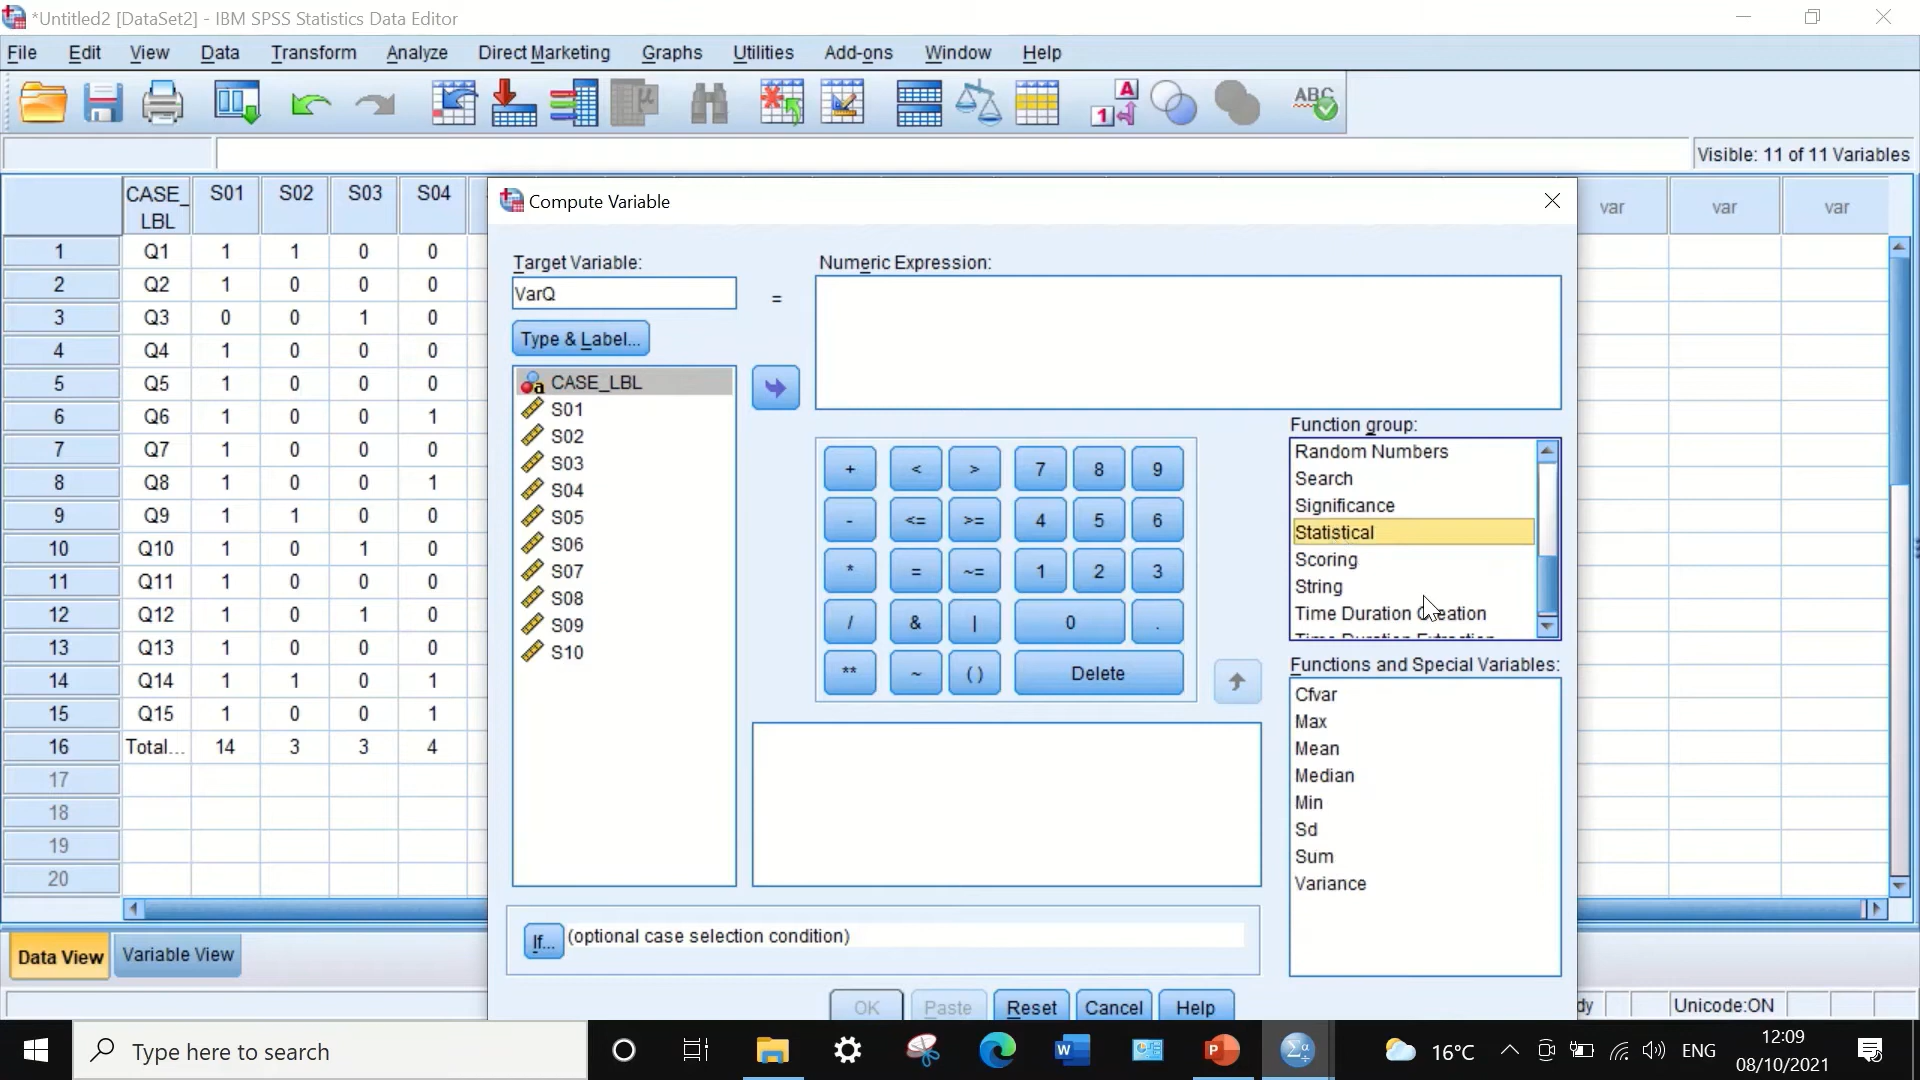 *Untitled2 [DataSet2] - IBM SPSS Statistics Data Editor
File Edit View Data Transform Analyze Direct Marketing Graphs Utilities Add-ons Window Help
Visible: 11 of 11 Variables
CASE_LBL S01 S02 S03 S04 var var var
1 Q1 1 1 0 0
2 Q2 1 0 0 0
3 Q3 0 0 1 0
4 Q4 1 0 0 0
5 Q5 1 0 0 0
6 Q6 1 0 0 1
7 Q7 1 0 0 0
8 Q8 1 0 0 1
9 Q9 1 1 0 0
10 Q10 1 0 1 0
11 Q11 1 0 0 0
12 Q12 1 0 1 0
13 Q13 1 0 0 0
14 Q14 1 1 0 1
15 Q15 1 0 0 1
16 Total... 14 3 3 4
17
18
19
20
Compute Variable
Target Variable:
VarQ
=
Numeric Expression:
Type & Label...
CASE_LBL
S01
S02
S03
S04
S05
S06
S07
S08
S09
S10
+ < > 7 8 9
- <= >= 4 5 6
* = ~= 1 2 3
/ & | 0 .
** ~ ( ) Delete
Function group:
Random Numbers
Search
Significance
Statistical
Scoring
String
Time Duration Creation
Time Duration Extraction
Functions and Special Variables:
Cfvar
Max
Mean
Median
Min
Sd
Sum
Variance
If... (optional case selection condition)
OK Paste Reset Cancel Help
Data View Variable View
Unicode:ON
Type here to search
16°C
ENG
12:09
08/10/2021